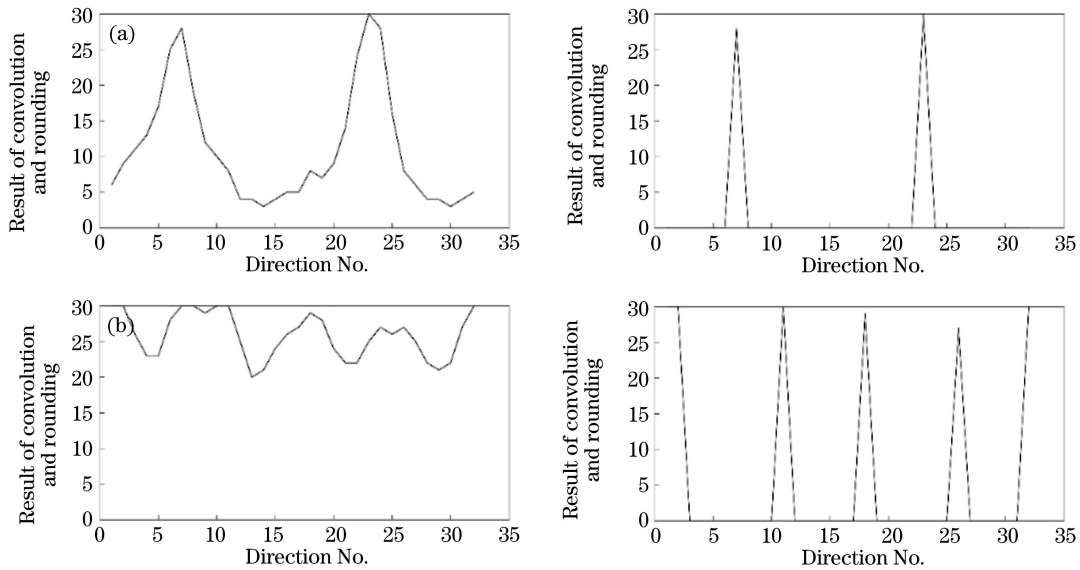 (a)
Result of convolution
and rounding
30
25
20
15
10
5
0
0 5 10 15 20 25 30 35
Direction No.
Result of convolution
and rounding
30
25
20
15
10
5
0
0 5 10 15 20 25 30 35
Direction No.
(b)
Result of convolution
and rounding
30
25
20
15
10
5
0
0 5 10 15 20 25 30 35
Direction No.
Result of convolution
and rounding
30
25
20
15
10
5
0
0 5 10 15 20 25 30 35
Direction No.